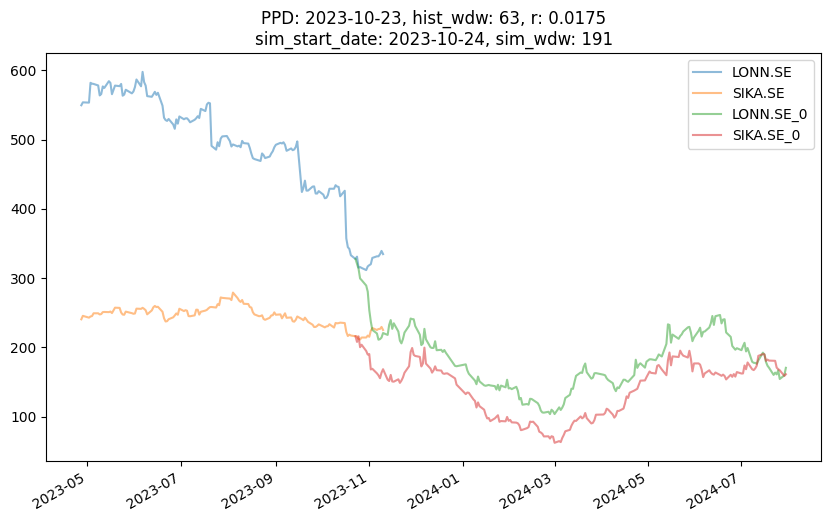 PPD: 2023-10-23, hist_wdw: 63, r: 0.0175
sim_start_date: 2023-10-24, sim_wdw: 191
LONN.SE
SIKA.SE
LONN.SE_0
SIKA.SE_0
600
500
400
300
200
100
2023-05
2023-07
2023-09
2023-11
2024-01
2024-03
2024-05
2024-07